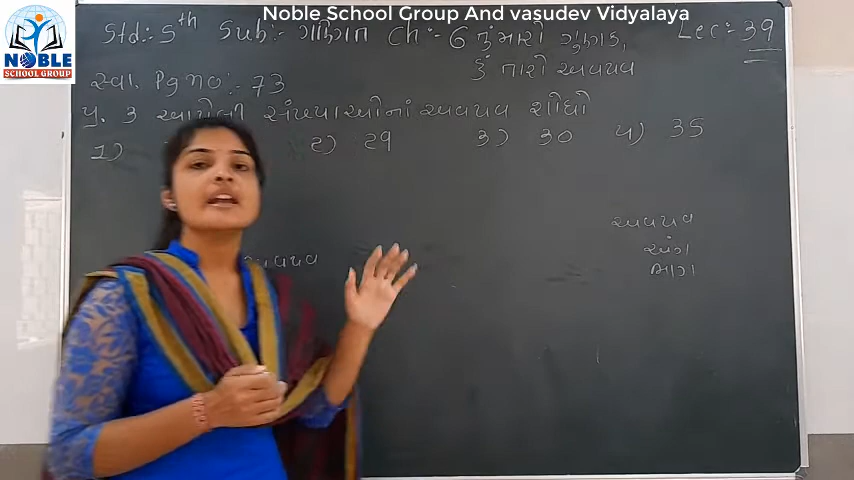 Noble School Group And vasudev Vidyalaya
NOBLE
SCHOOL GROUP
Std:- 5th Sub:- ગણિત Ch:- 6 હું તારો ગુણાંક, Lec:- 39
હું તારો અવયવ
સ્વા. Pg no:- 73
પ્ર. 3 આપેલી સંખ્યાઓનાં અવયવ શોધો
1) 2) 29 3) 30 4) 35
અવયવ
અંગ
ભાગ
અવયવ